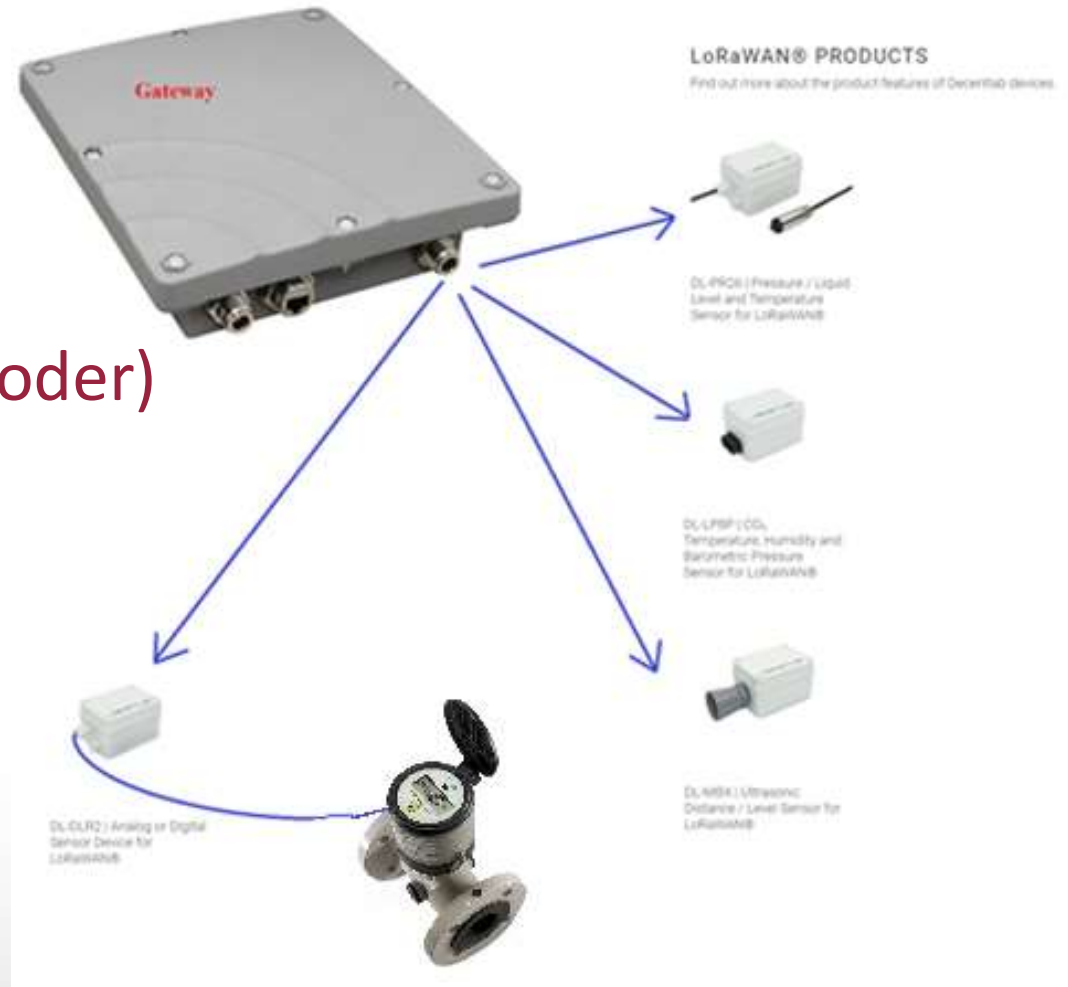 Gateway
LoRaWAN® PRODUCTS
Find out more about the product features of Decentlab devices.
DL-PR26 | Pressure / Liquid
Level and Temperature
Sensor for LoRaWAN®
oder)
DL-LP8P | CO₂,
Temperature, Humidity and
Barometric Pressure
Sensor for LoRaWAN®
DL-MBX | Ultrasonic
Distance / Level Sensor for
LoRaWAN®
DL-DLR2 | Analog or Digital
Sensor Device for
LoRaWAN®